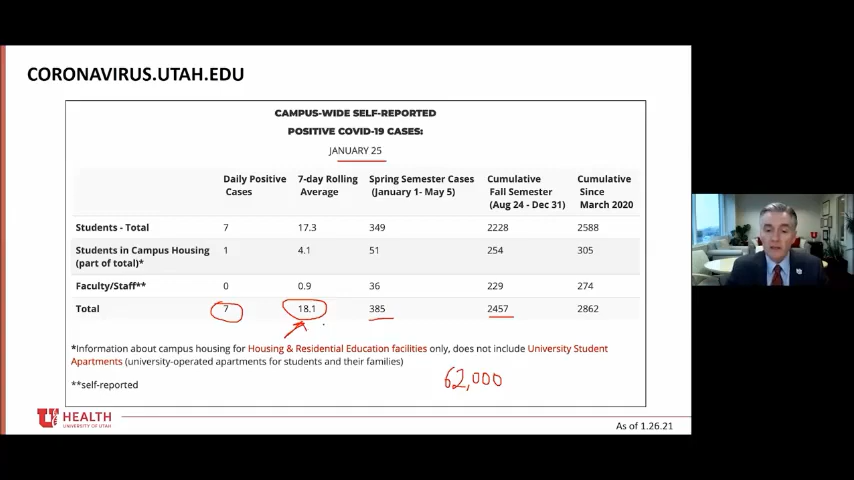 CORONAVIRUS.UTAH.EDU
CAMPUS-WIDE SELF-REPORTED
POSITIVE COVID-19 CASES:
JANUARY 25
Daily Positive Cases 7-day Rolling Average Spring Semester Cases (January 1- May 5) Cumulative Fall Semester (Aug 24 - Dec 31) Cumulative Since March 2020
Students - Total 7 17.3 349 2228 2588
Students in Campus Housing (part of total)* 1 4.1 51 254 305
Faculty/Staff** 0 0.9 36 229 274
Total 7 18.1 385 2457 2862
*Information about campus housing for Housing & Residential Education facilities only, does not include University Student
Apartments (university-operated apartments for students and their families)
62,000
**self-reported
U HEALTH
UNIVERSITY OF UTAH
As of 1.26.21